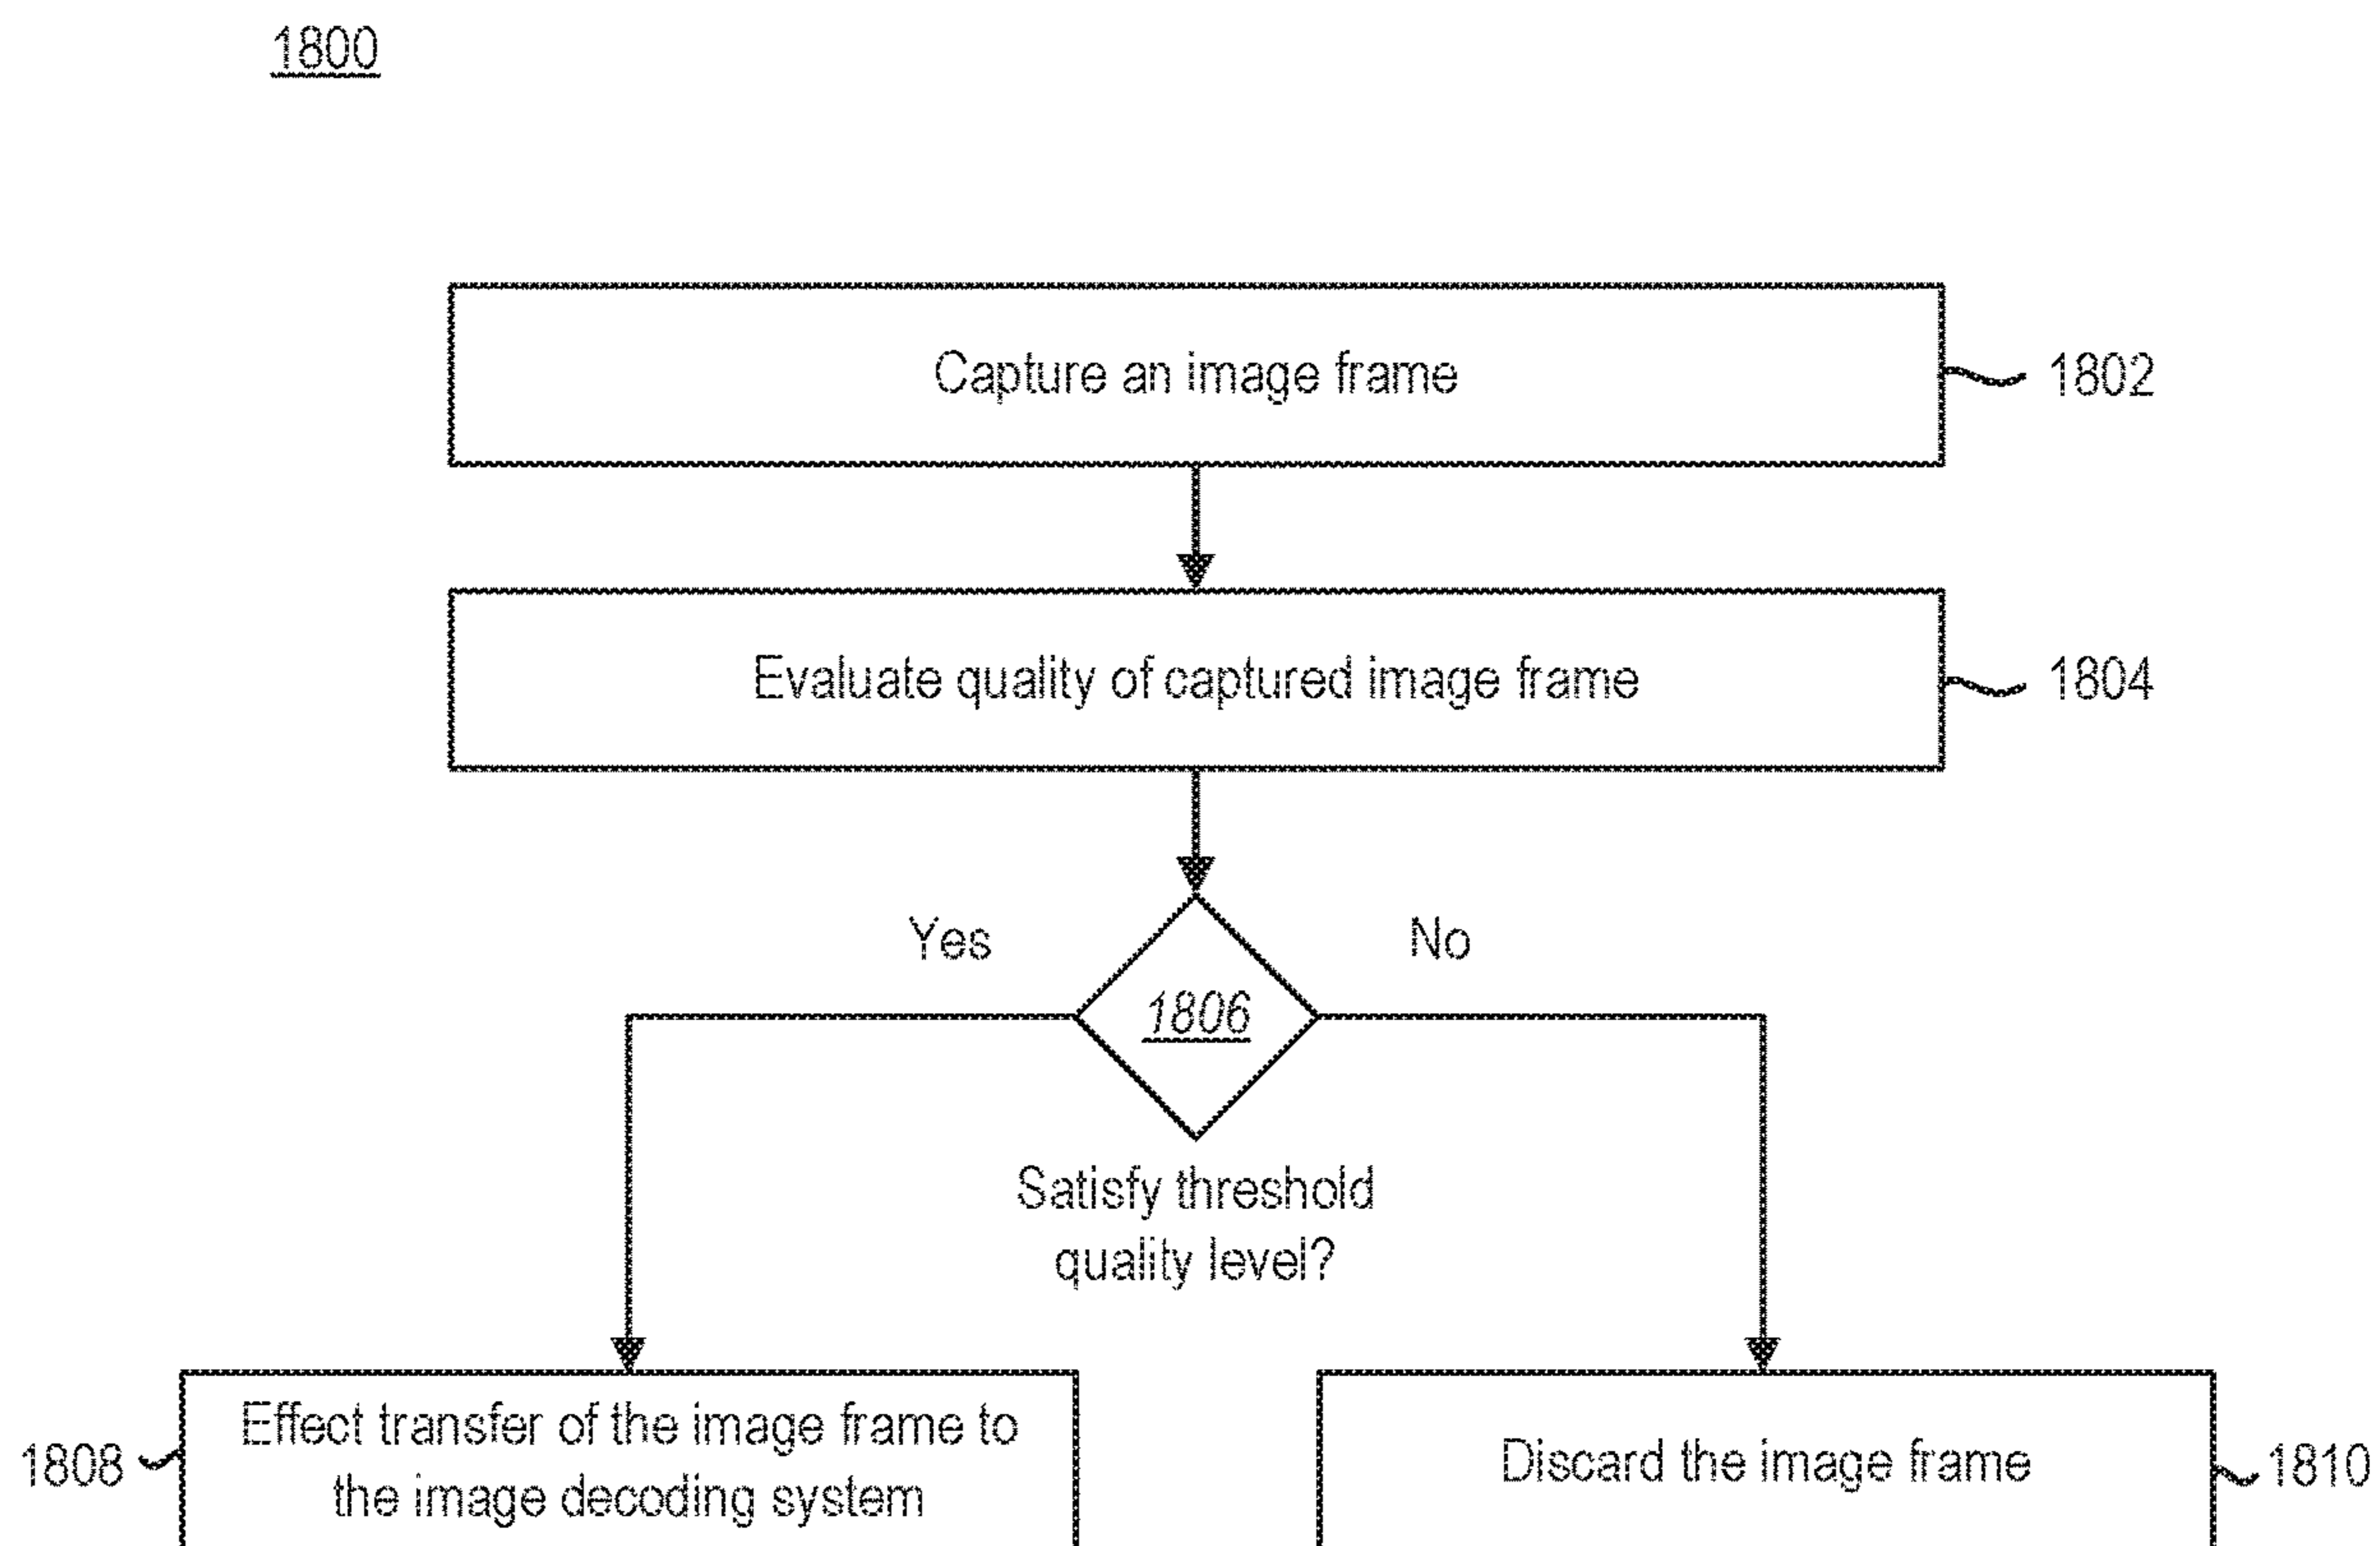 1800
Capture an image frame
1802
Evaluate quality of captured image frame
1804
Yes
No
1806
Satisfy threshold
quality level?
1808
Effect transfer of the image frame to
the image decoding system
Discard the image frame
1810